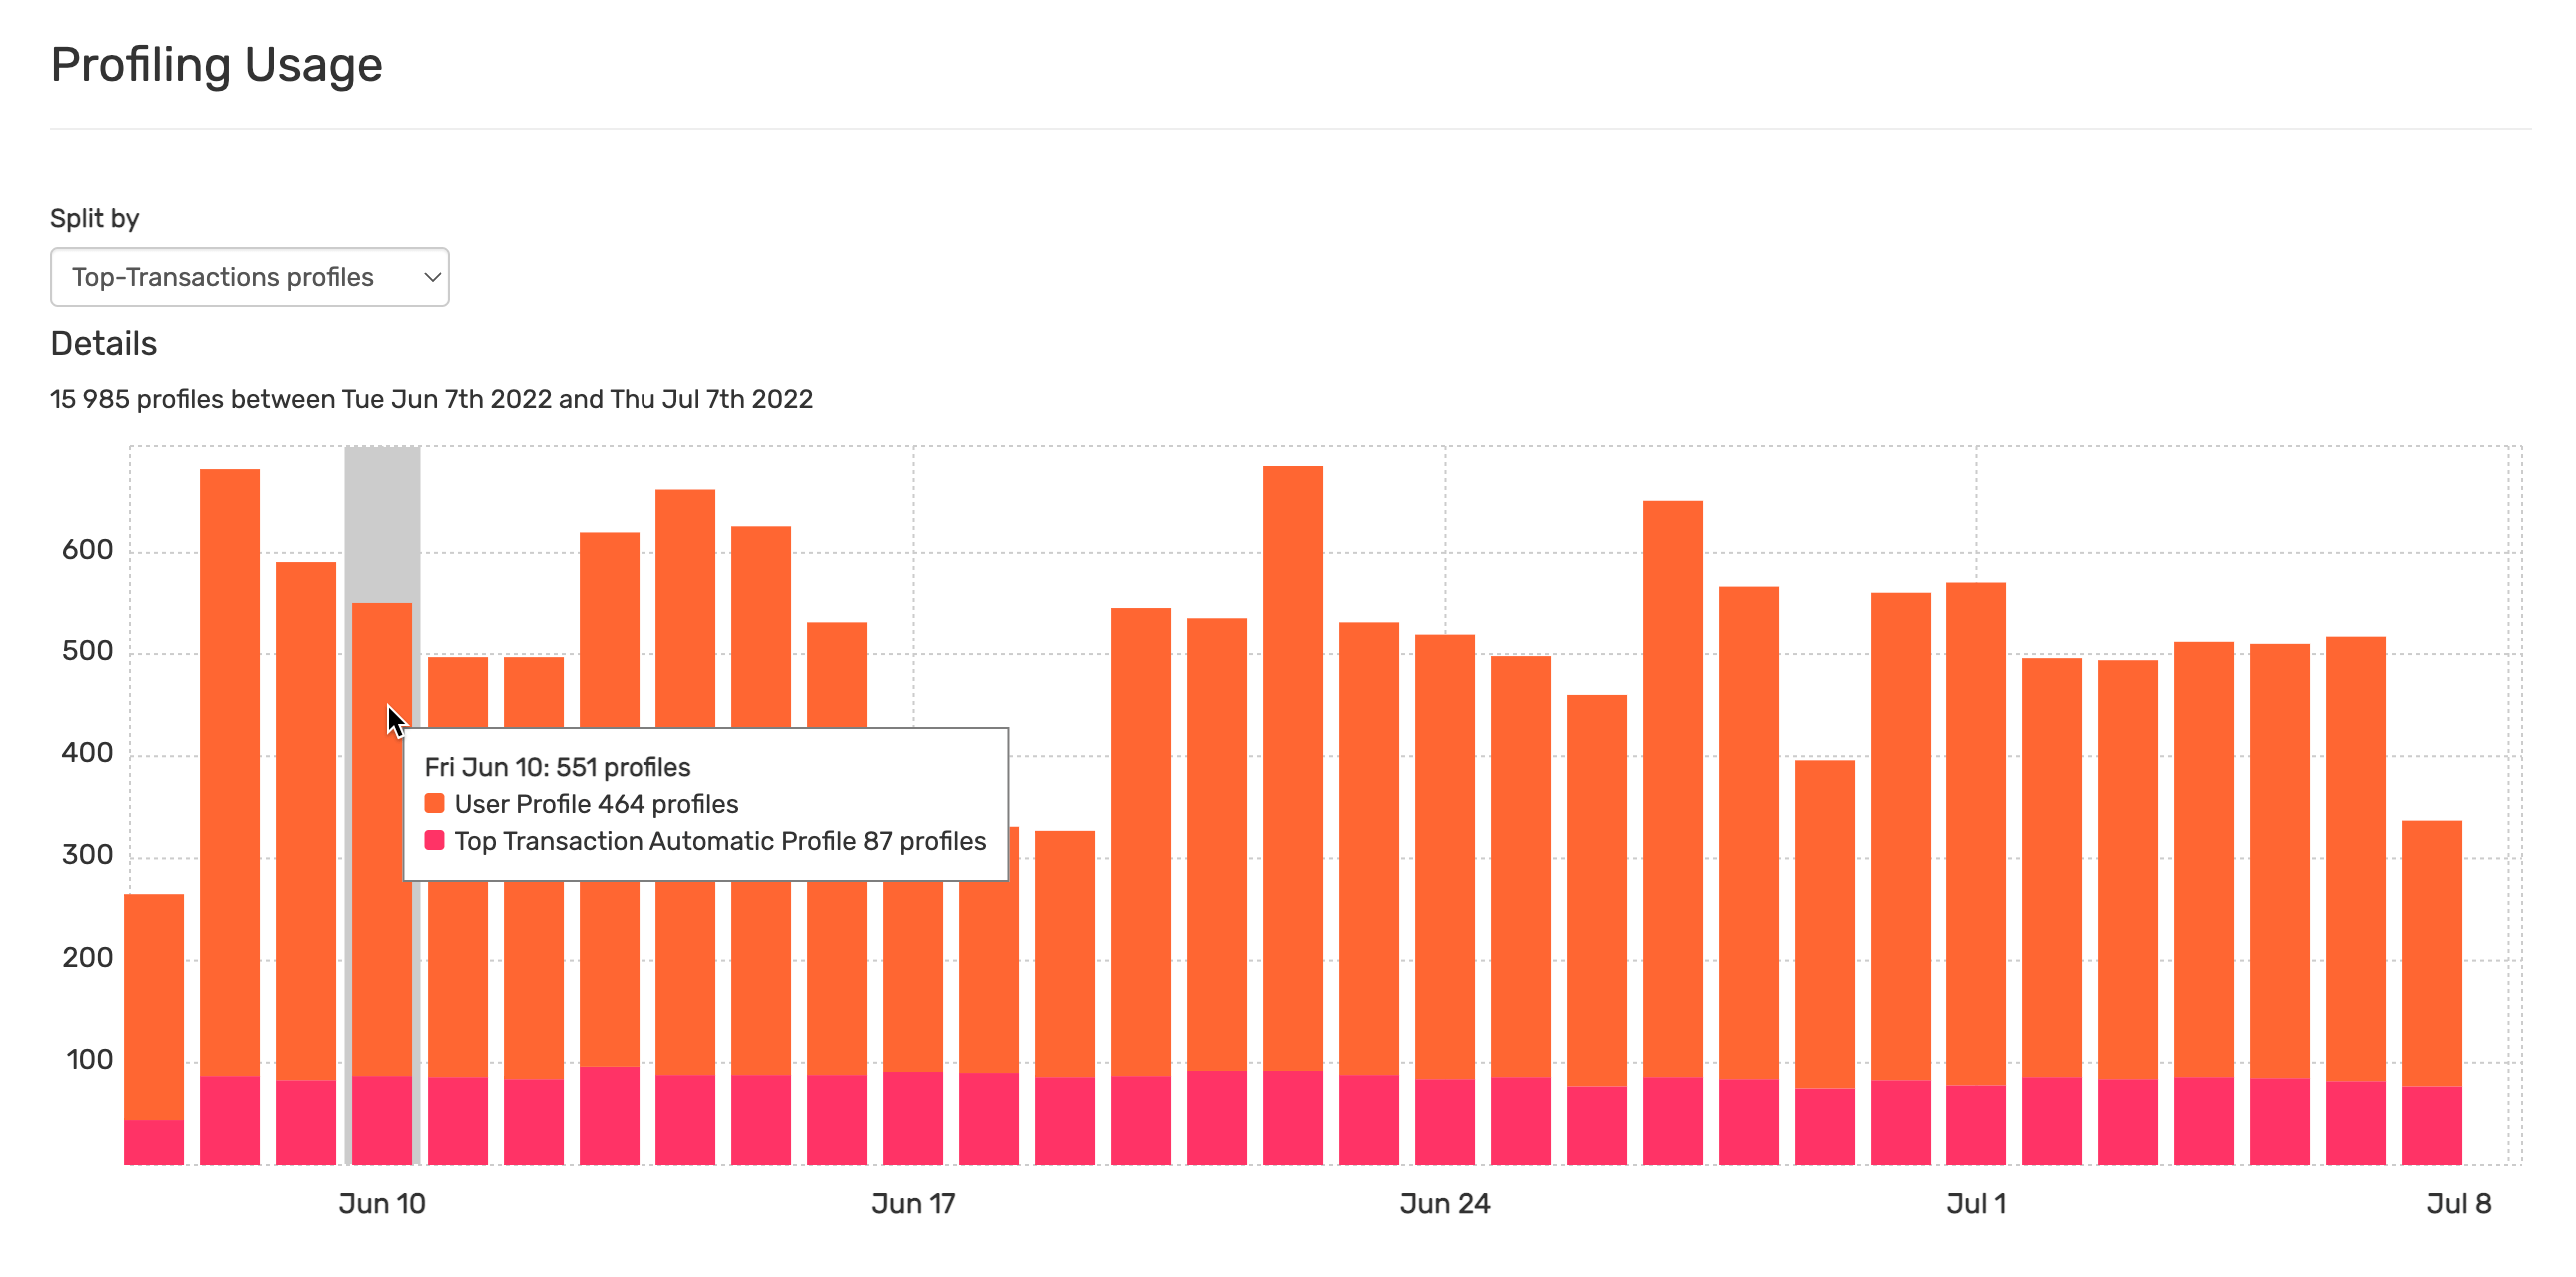 Profiling Usage
Split by
Top-Transactions profiles
Details
15 985 profiles between Tue Jun 7th 2022 and Thu Jul 7th 2022
600
500
400
300
200
100
Fri Jun 10: 551 profiles
User Profile 464 profiles
Top Transaction Automatic Profile 87 profiles
Jun 10
Jun 17
Jun 24
Jul 1
Jul 8